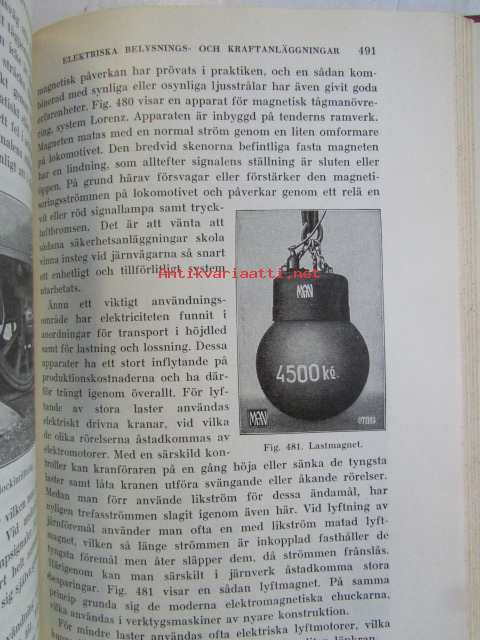 ELEKTRISKA BELYSNINGS- OCH KRAFTANLÄGGNINGAR 491
magnetisk påverkan har prövats i praktiken, och en sådan kom-
binerad med synliga eller osynliga ljusstrålar har även givit goda
erfarenheter. Fig. 480 visar en apparat för magnetisk tågmanövre-
ring, system Lorenz. Apparaten är inbyggd på tenderns ramverk.
Magneten matas med en normal ström genom en liten omformare
på lokomotivet. Den bredvid skenorna befintliga fasta magneten
har en lindning, som alltefter signalens ställning är sluten eller
öppen. På grund härav försvagar eller förstärker den magneti-
seringsströmmen på lokomotivet och påverkar genom ett relä en
vit eller röd signallampa samt tryck-
luftbromsen. Det är att vänta att
sådana säkerhetsanläggningar skola
vinna insteg vid järnvägarna så snart
ett enhetligt och tillförlitligt system
utarbetats.
Antikvariaatti.net
Ännu ett viktigt användnings-
område har elektriciteten funnit i
anordningar för transport i höjdled
samt för lastning och lossning. Dessa
apparater ha ett stort inflytande på
produktionskostnaderna och ha där-
för trängt igenom överallt. För lyf-
tande av stora laster användas
elektriskt drivna kranar, vid vilka
de olika rörelserna åstadkommas av
elektromotorer. Med en särskild kon-
MAN
4500 kg.
MAN
Fig. 481. Lastmagnet.
troller kan kranföraren på en gång höja eller sänka de tyngsta
laster samt låta kranen utföra svängande eller åkande rörelser.
Medan man förr använde likström för dessa ändamål, har
nyligen trefasströmmen slagit igenom även här. Vid lyftning av
järnföremål använder man ofta en med likström matad lyft-
magnet, vilken så länge strömmen är inkopplad fasthåller de
tyngsta föremål men åter släpper dem, då strömmen frånslås.
Härigenom kan man särskilt i järnverk åstadkomma stora
besparingar. Fig. 481 visar en sådan lyftmagnet. På samma
princip grunda sig de moderna elektromagnetiska chuckarna,
vilka användas i verktygsmaskiner av nyare konstruktion.
För mindre laster användas ofta elektriska lyftmotorer, vilka